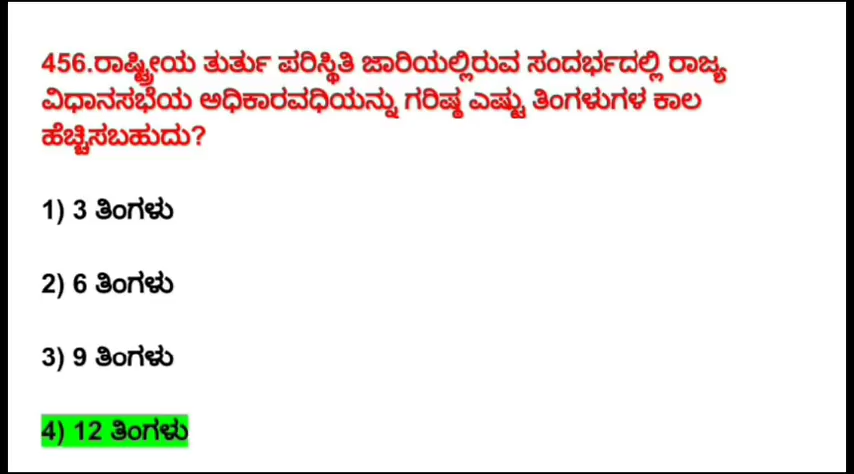 456.ರಾಷ್ಟ್ರೀಯ ತುರ್ತು ಪರಿಸ್ಥಿತಿ ಜಾರಿಯಲ್ಲಿರುವ ಸಂದರ್ಭದಲ್ಲಿ ರಾಜ್ಯ
ವಿಧಾನಸಭೆಯ ಅಧಿಕಾರವಧಿಯನ್ನು ಗರಿಷ್ಠ ಎಷ್ಟು ತಿಂಗಳುಗಳ ಕಾಲ
ಹೆಚ್ಚಿಸಬಹುದು?
1) 3 ತಿಂಗಳು
2) 6 ತಿಂಗಳು
3) 9 ತಿಂಗಳು
4) 12 ತಿಂಗಳು